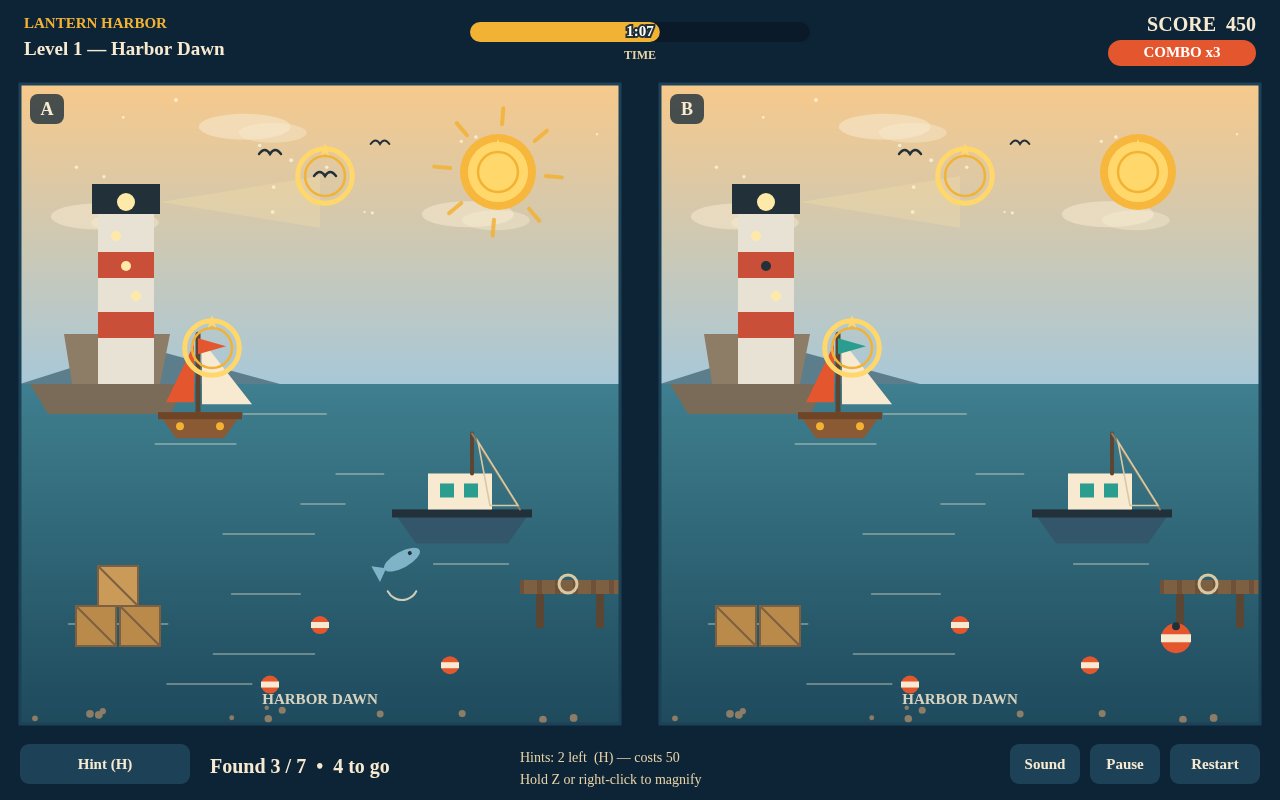 LANTERN HARBOR
Level 1 — Harbor Dawn
1:07
TIME
SCORE 450
COMBO x3
A
B
HARBOR DAWN
HARBOR DAWN
Hint (H)
Found 3 / 7 • 4 to go
Hints: 2 left (H) — costs 50
Hold Z or right-click to magnify
Sound
Pause
Restart